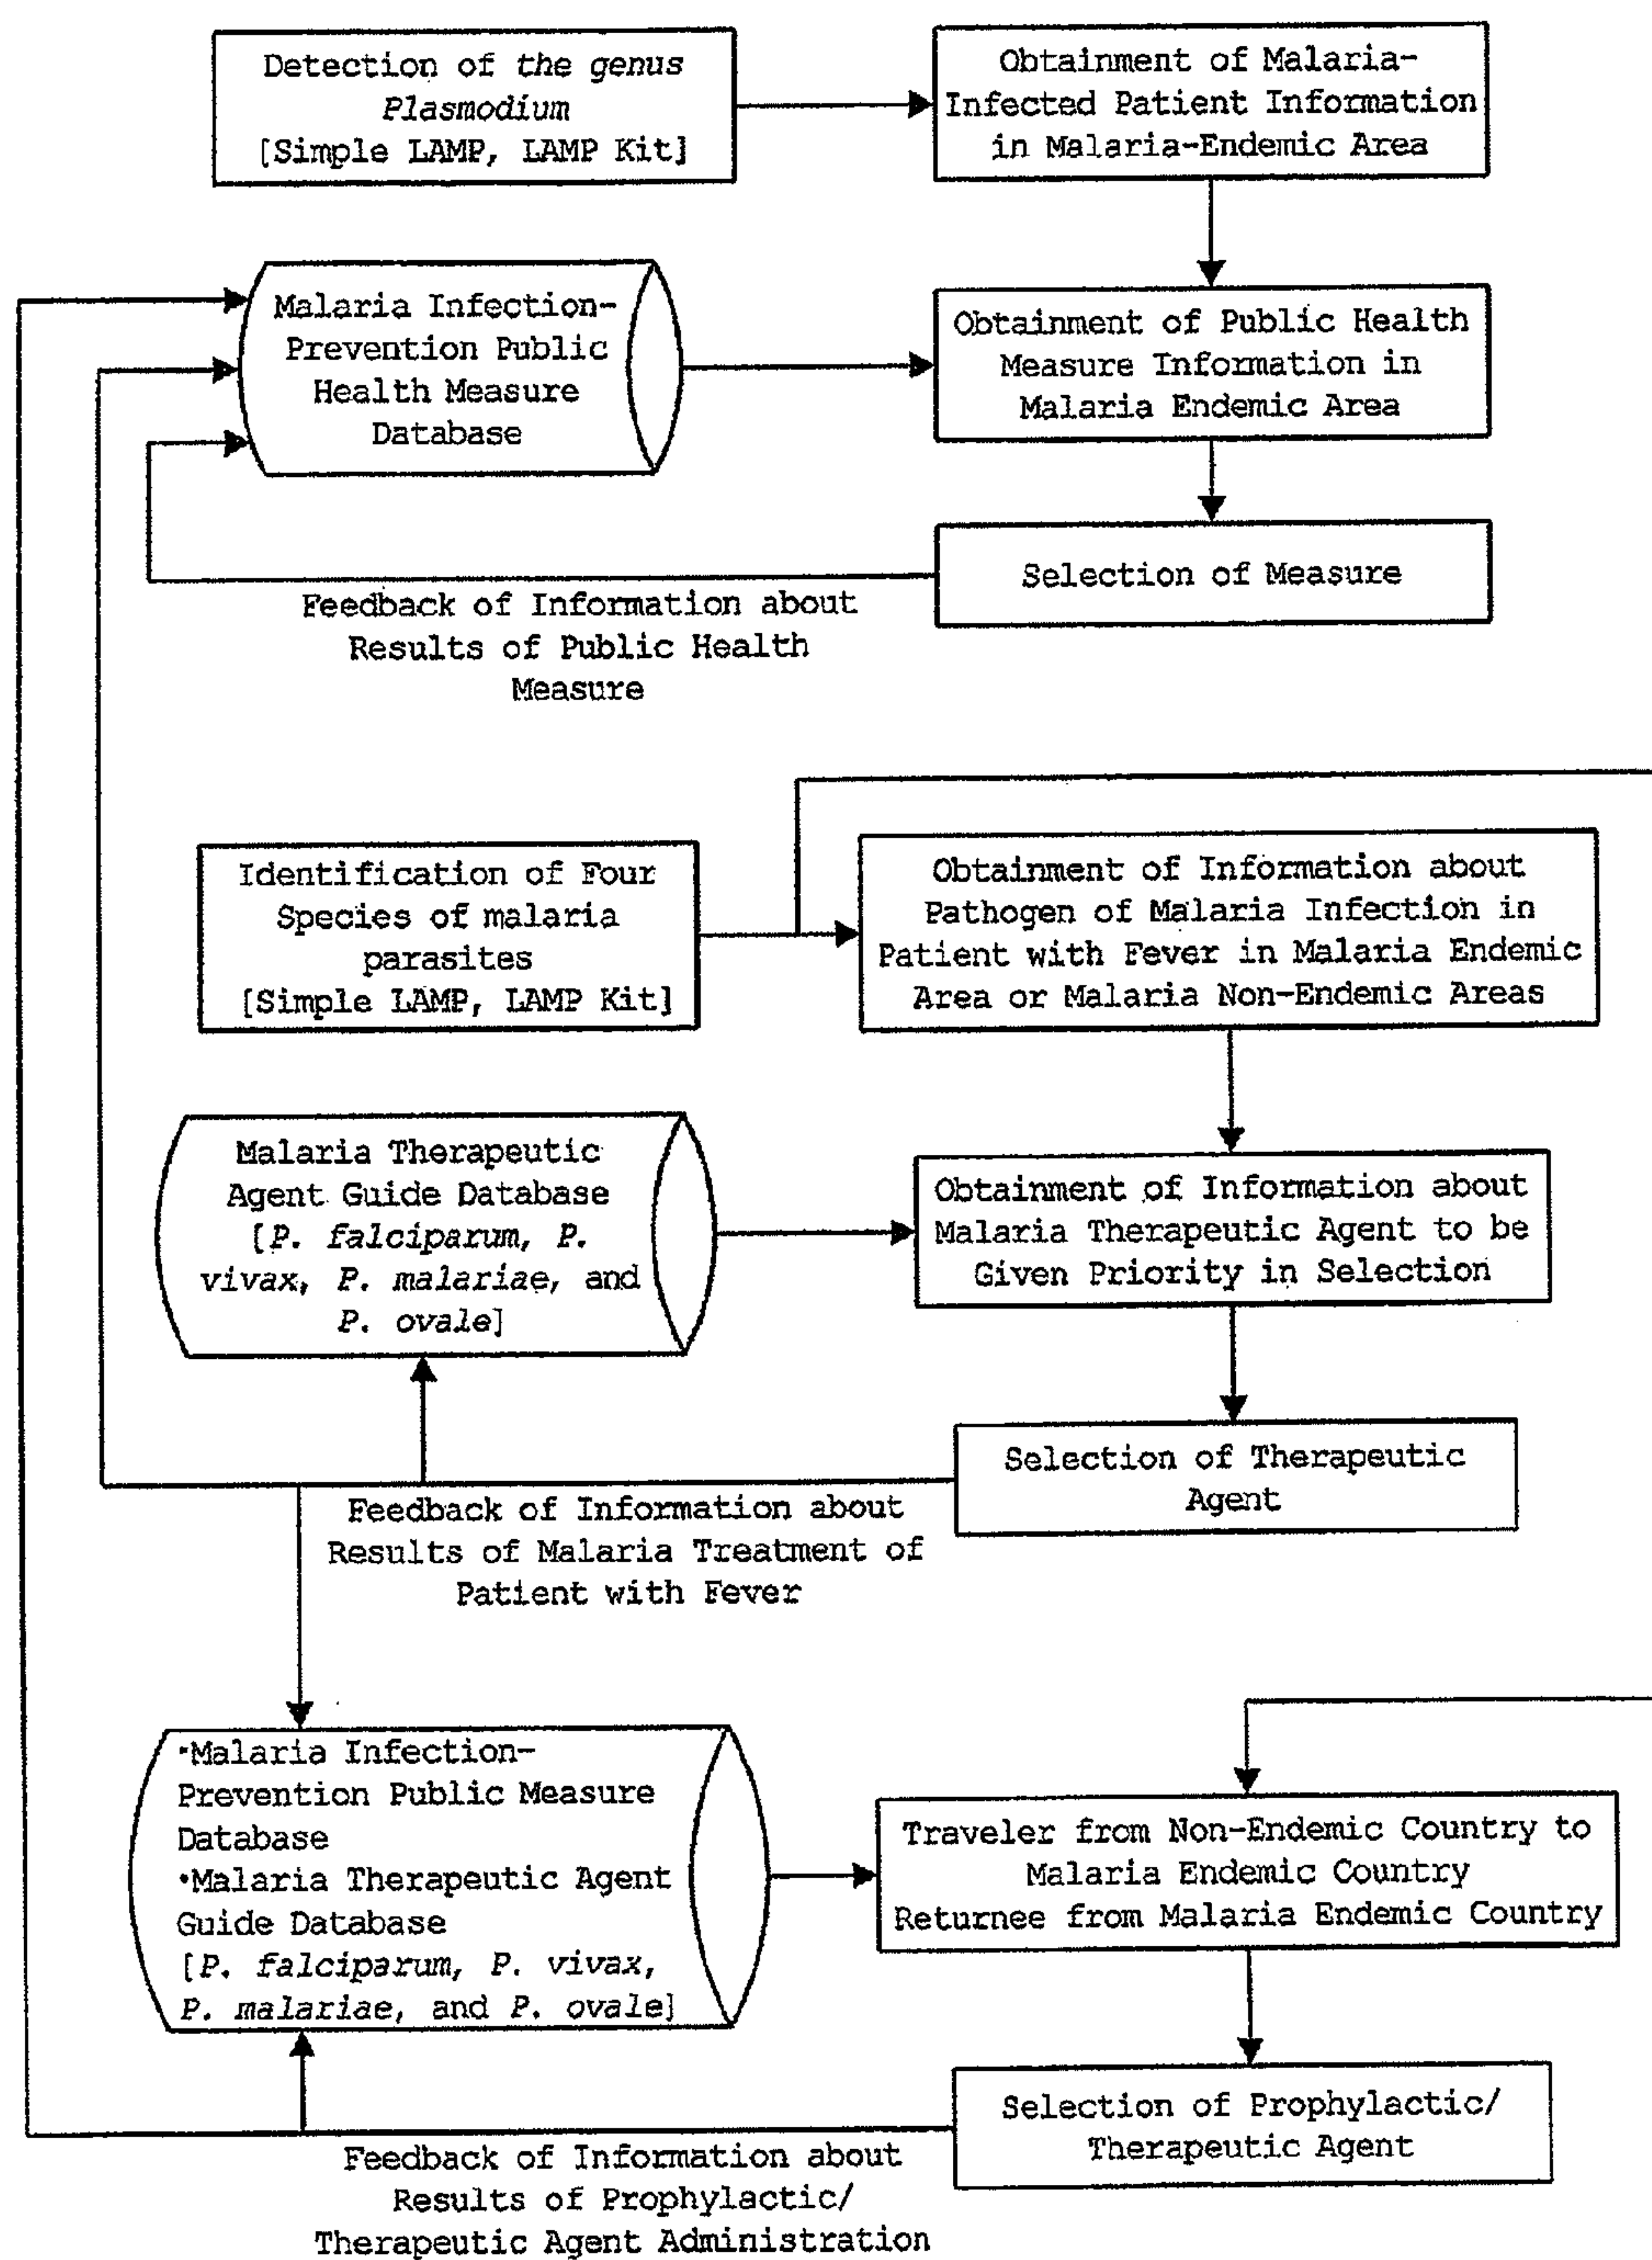 Detection of the genus
Plasmodium
[Simple LAMP, LAMP Kit]
Obtainment of Malaria-
Infected Patient Information
in Malaria-Endemic Area
Malaria Infection-
Prevention Public
Health Measure
Database
Obtainment of Public Health
Measure Information in
Malaria Endemic Area
Selection of Measure
Feedback of Information about
Results of Public Health
Measure
Identification of Four
Species of malaria
parasites
[Simple LAMP, LAMP Kit]
Obtainment of Information about
Pathogen of Malaria Infection in
Patient with Fever in Malaria Endemic
Area or Malaria Non-Endemic Areas
Malaria Therapeutic
Agent Guide Database
[P. falciparum, P.
vivax, P. malariae, and
P. ovale]
Obtainment of Information about
Malaria Therapeutic Agent to be
Given Priority in Selection
Selection of Therapeutic
Agent
Feedback of Information about
Results of Malaria Treatment of
Patient with Fever
•Malaria Infection-
Prevention Public Measure
Database
•Malaria Therapeutic Agent
Guide Database
[P. falciparum, P. vivax,
P. malariae, and P. ovale]
Traveler from Non-Endemic Country to
Malaria Endemic Country
Returnee from Malaria Endemic Country
Selection of Prophylactic/
Therapeutic Agent
Feedback of Information about
Results of Prophylactic/
Therapeutic Agent Administration